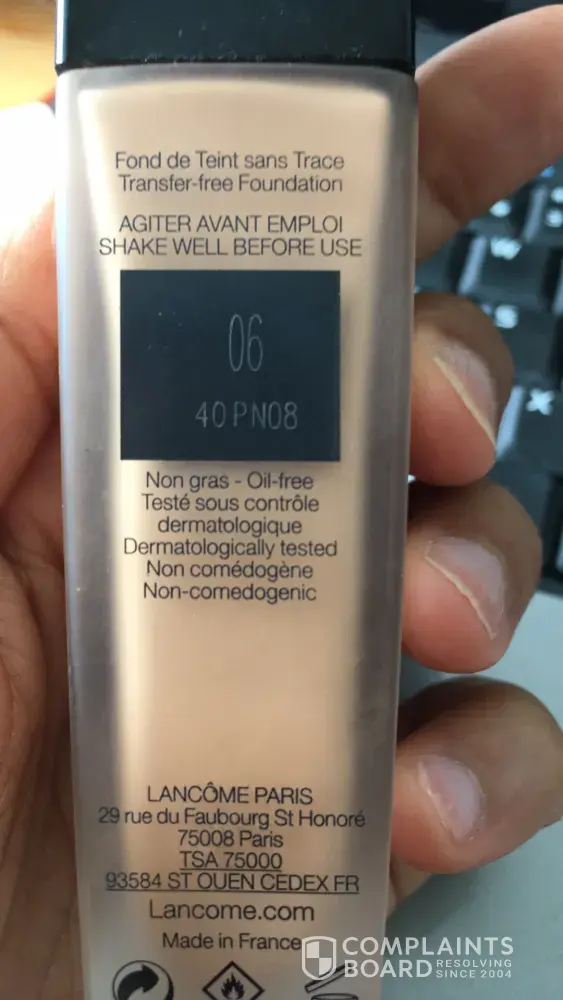 Fond de Teint sans Trace
Transfer-free Foundation
AGITER AVANT EMPLOI
SHAKE WELL BEFORE USE
06
40PN08
Non gras - Oil-free
Testé sous contrôle
dermatologique
Dermatologically tested
Non comédogène
Non-comedogenic
LANCÔME PARIS
29 rue du Faubourg St Honoré
75008 Paris
TSA 75000
93584 ST OUEN CEDEX FR
Lancome.com
Made in France
COMPLAINTS
BOARD RESOLVING
SINCE 2004
W
S
X